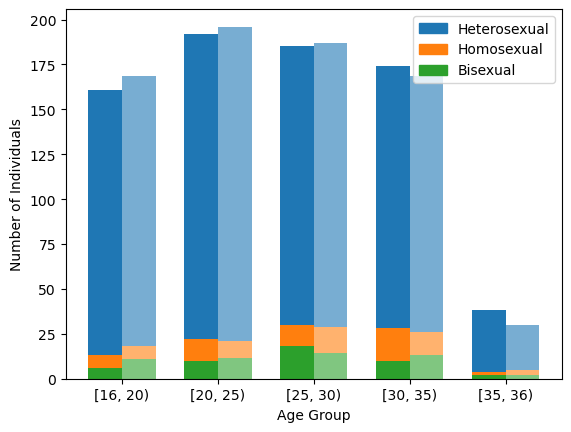 200
175
150
125
100
75
50
25
0
Number of Individuals
Heterosexual
Homosexual
Bisexual
[16, 20)
[20, 25)
[25, 30)
[30, 35)
[35, 36)
Age Group